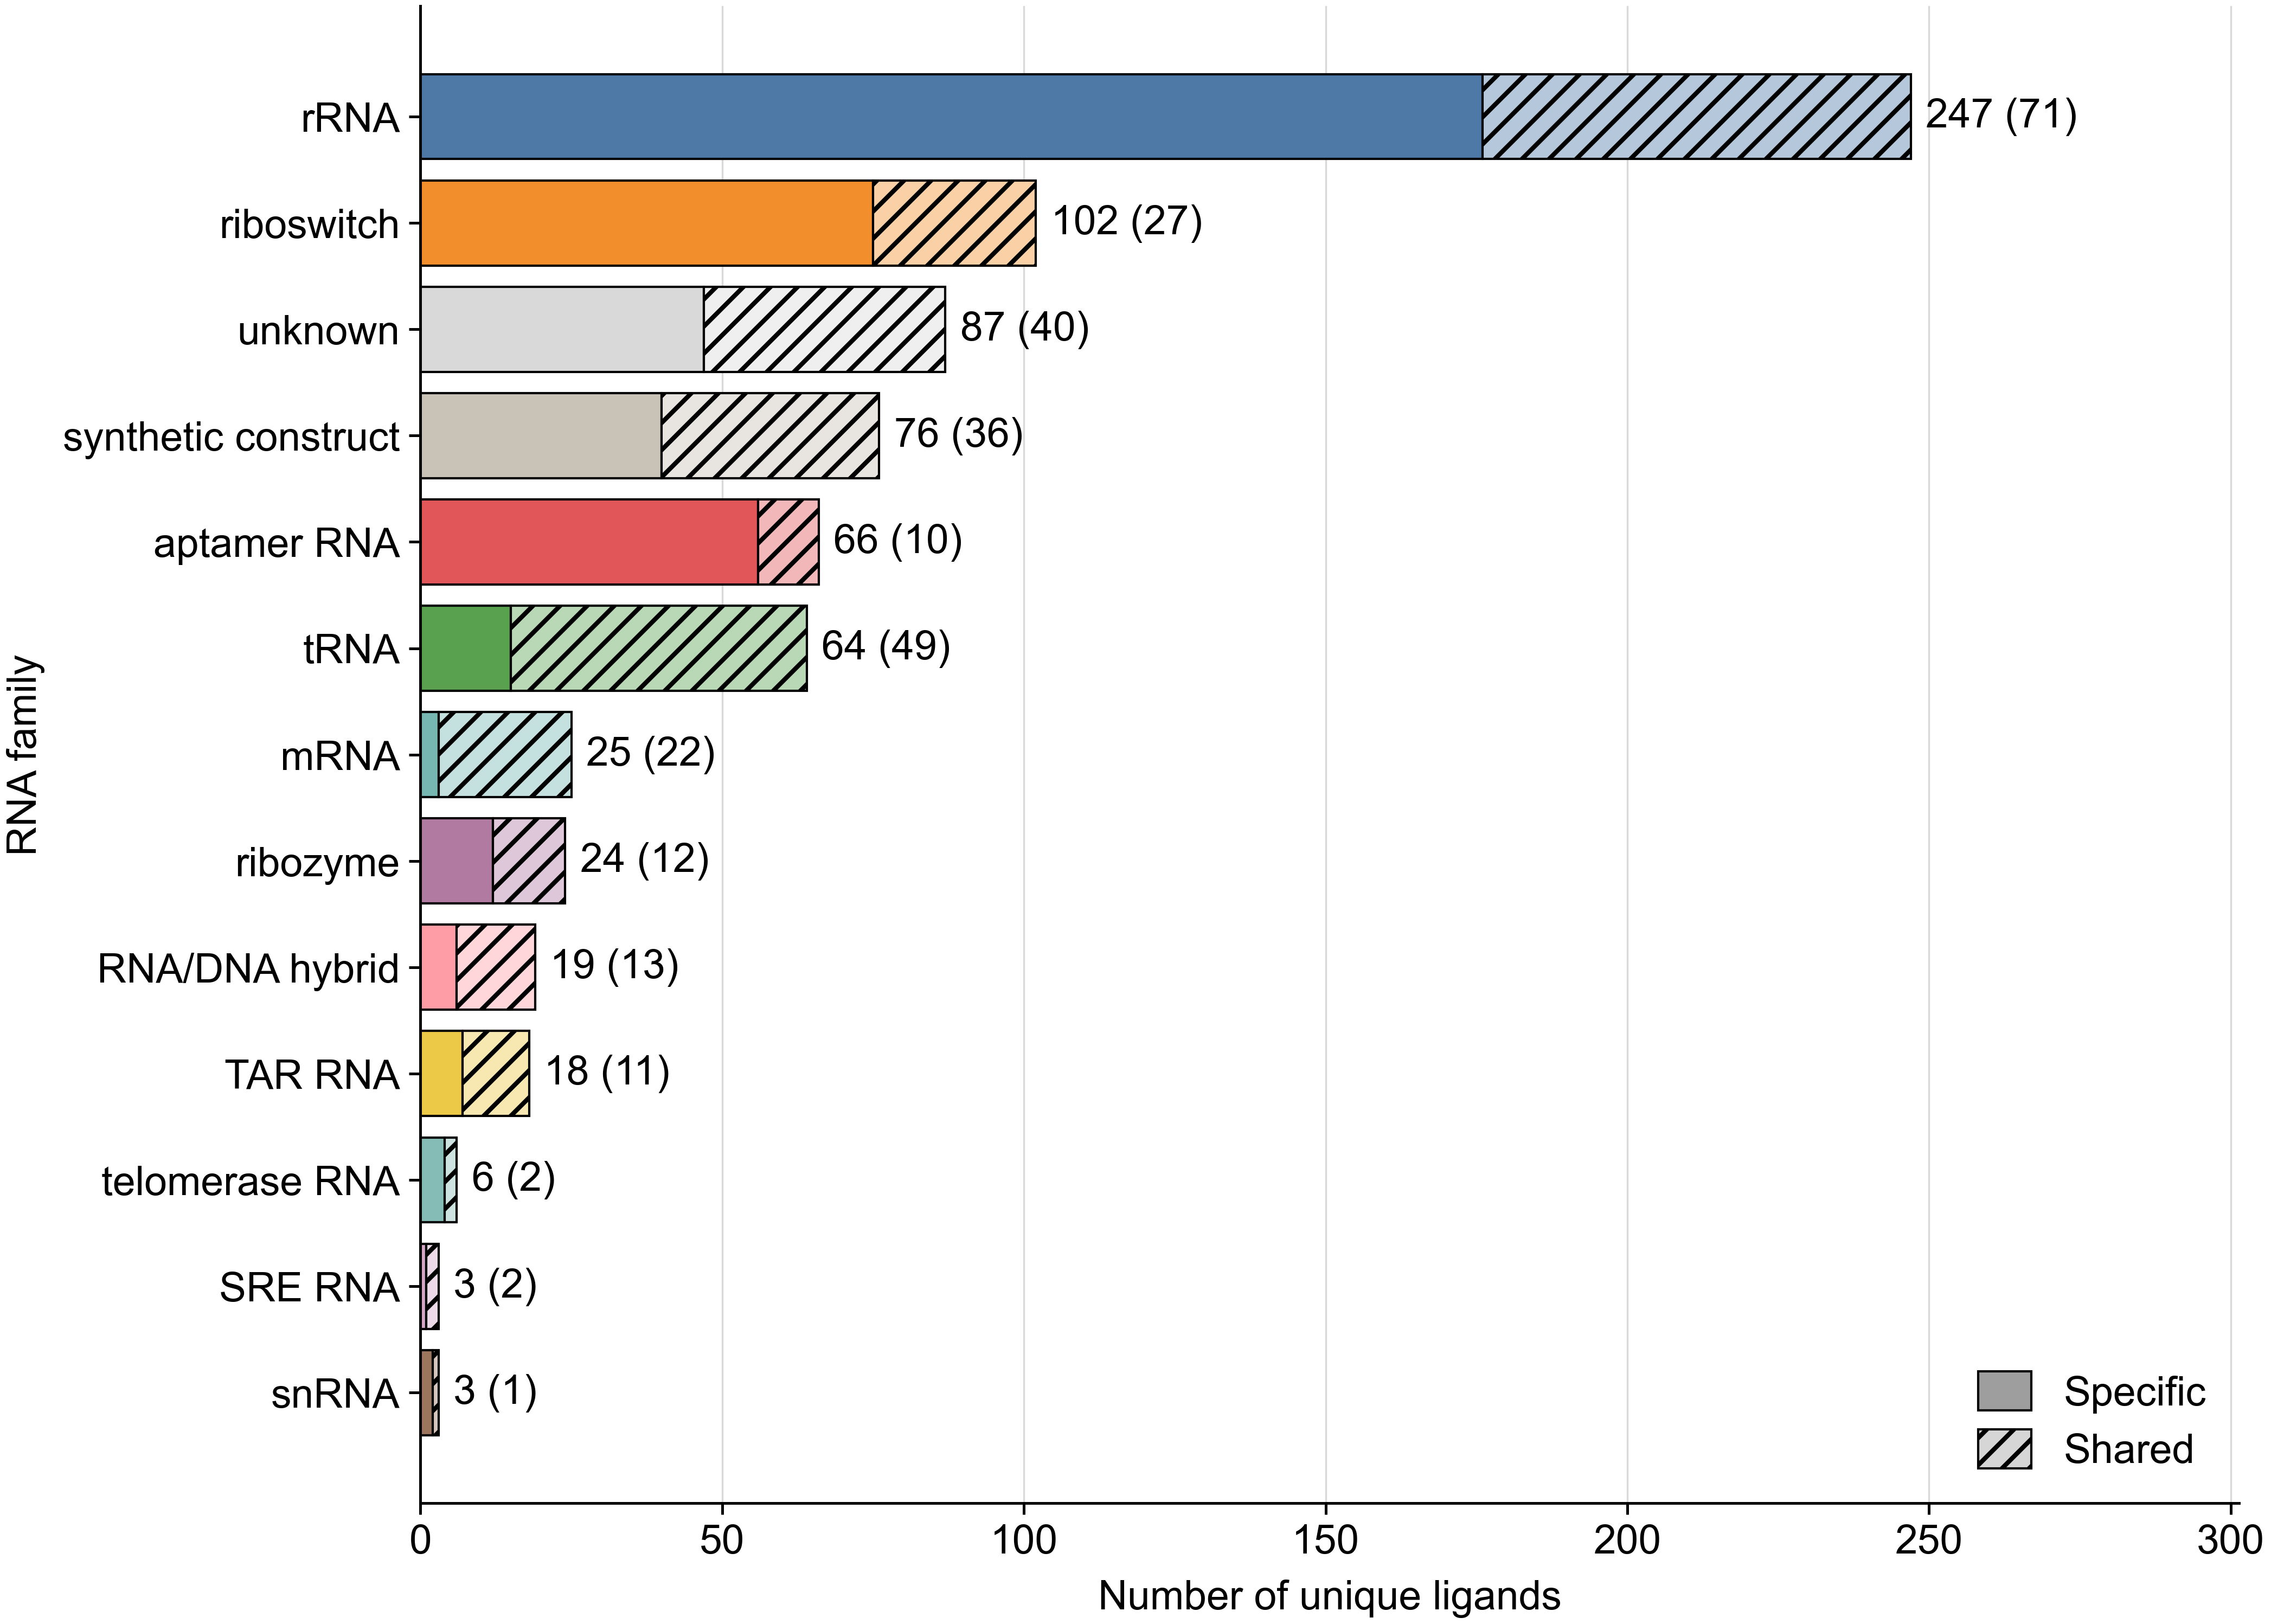 rRNA 247 (71)
riboswitch 102 (27)
unknown 87 (40)
synthetic construct 76 (36)
aptamer RNA 66 (10)
tRNA 64 (49)
mRNA 25 (22)
ribozyme 24 (12)
RNA/DNA hybrid 19 (13)
TAR RNA 18 (11)
telomerase RNA 6 (2)
SRE RNA 3 (2)
snRNA 3 (1)
RNA family
Specific
Shared
0 50 100 150 200 250 300
Number of unique ligands